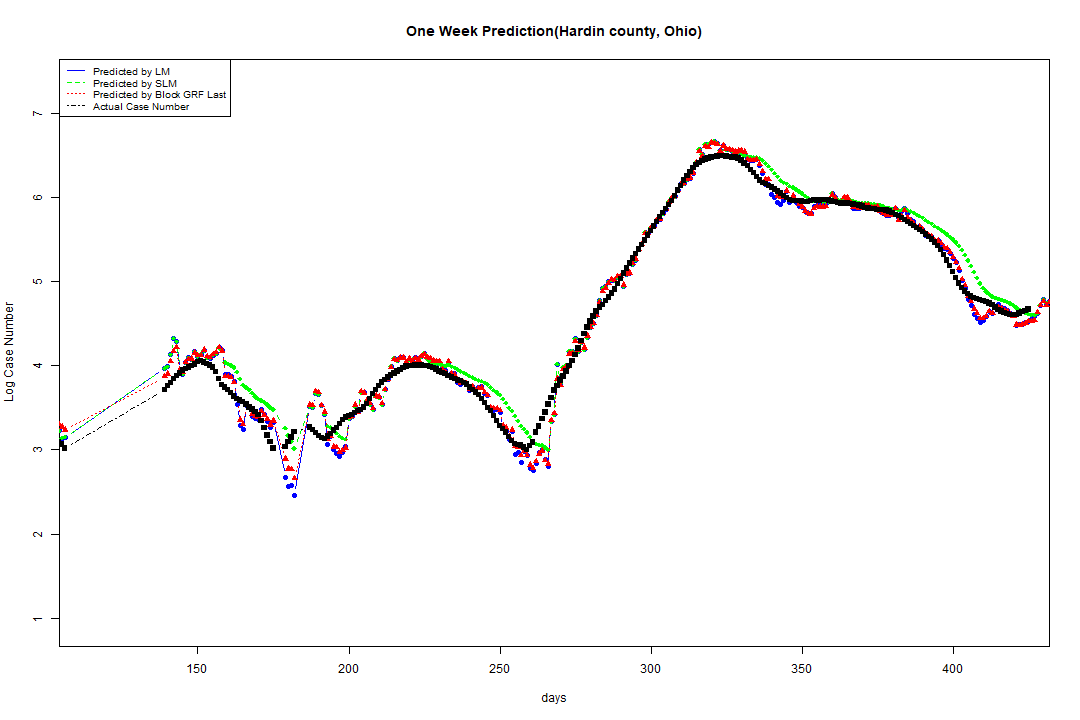 One Week Prediction(Hardin county, Ohio)
Predicted by LM
Predicted by SLM
Predicted by Block GRF Last
Actual Case Number
Log Case Number
7
6
5
4
3
2
1
150 200 250 300 350 400
days